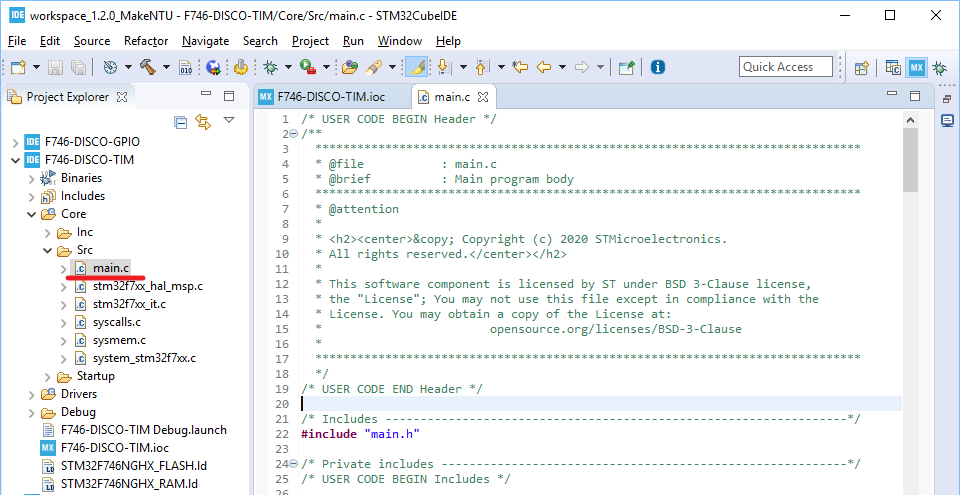 IDE workspace_1.2.0_MakeNTU - F746-DISCO-TIM/Core/Src/main.c - STM32CubeIDE
File Edit Source Refactor Navigate Search Project Run Window Help
010
Quick Access
MX
Project Explorer
IDE F746-DISCO-GPIO
IDE F746-DISCO-TIM
Binaries
Includes
Core
Inc
Src
main.c
stm32f7xx_hal_msp.c
stm32f7xx_it.c
syscalls.c
sysmem.c
system_stm32f7xx.c
Startup
Drivers
Debug
F746-DISCO-TIM Debug.launch
MX F746-DISCO-TIM.ioc
STM32F746NGHX_FLASH.ld
STM32F746NGHX_RAM.ld
MX F746-DISCO-TIM.ioc
main.c
1 /* USER CODE BEGIN Header */
2 /**
3 ******************************************************************************
4 * @file : main.c
5 * @brief : Main program body
6 ******************************************************************************
7 * @attention
8 *
9 * <h2><center>&copy; Copyright (c) 2020 STMicroelectronics.
10 * All rights reserved.</center></h2>
11 *
12 * This software component is licensed by ST under BSD 3-Clause license,
13 * the "License"; You may not use this file except in compliance with the
14 * License. You may obtain a copy of the License at:
15 * opensource.org/licenses/BSD-3-Clause
16 *
17 ******************************************************************************
18 */
19 /* USER CODE END Header */
20
21 /* Includes ------------------------------------------------------------------*/
22 #include "main.h"
23
24 /* Private includes ----------------------------------------------------------*/
25 /* USER CODE BEGIN Includes */
26